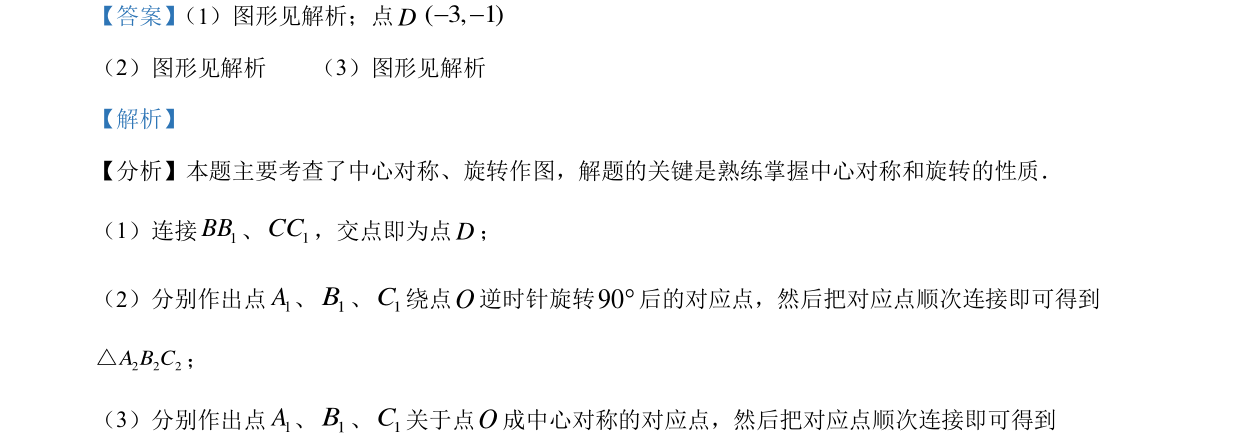 【答案】（1）图形见解析；点 D (−3,−1)
（2）图形见解析 （3）图形见解析
【解析】
【分析】本题主要考查了中心对称、旋转作图，解题的关键是熟练掌握中心对称和旋转的性质．
（1）连接 BB₁、CC₁，交点即为点 D；
（2）分别作出点 A₁、B₁、C₁ 绕点 O 逆时针旋转 90° 后的对应点，然后把对应点顺次连接即可得到
△A₂B₂C₂；
（3）分别作出点 A₁、B₁、C₁ 关于点 O 成中心对称的对应点，然后把对应点顺次连接即可得到